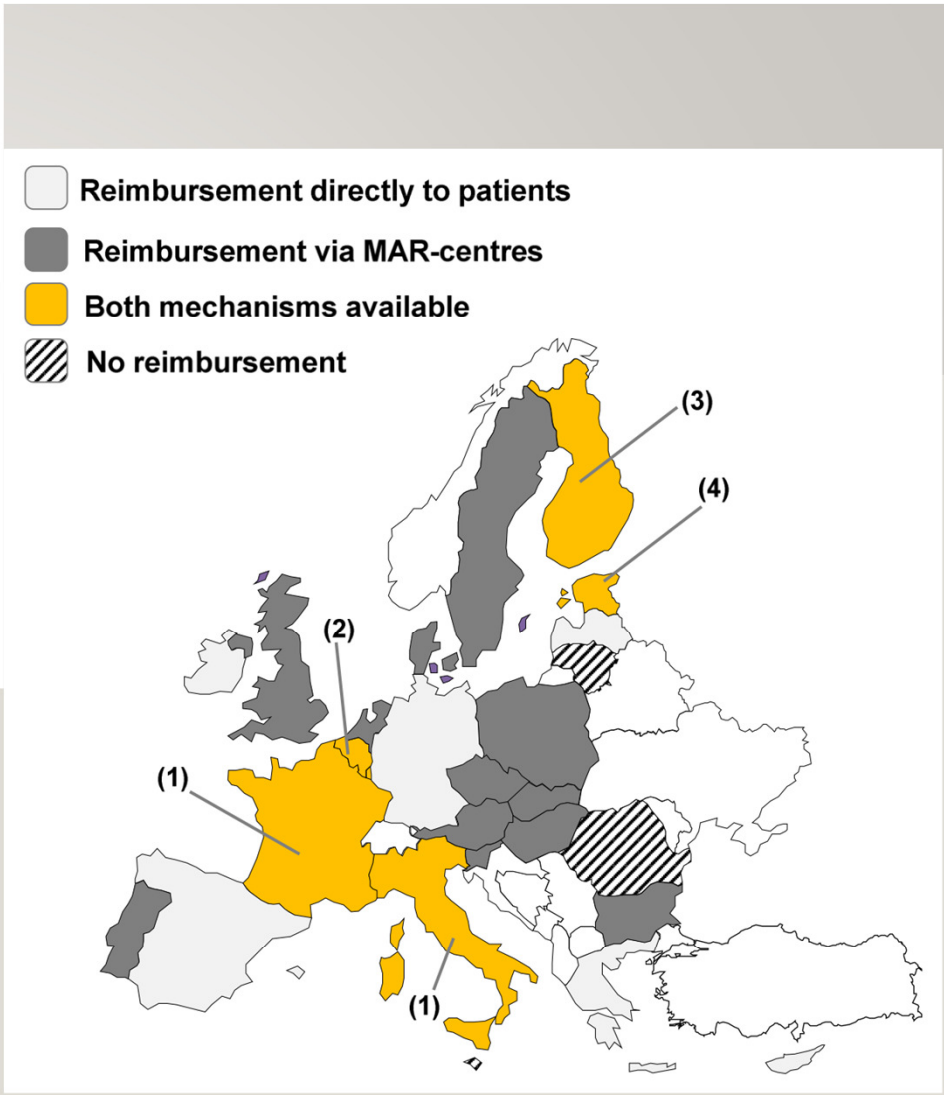 Reimbursement directly to patients
Reimbursement via MAR-centres
Both mechanisms available
No reimbursement
(3)
(4)
(2)
(1)
(1)